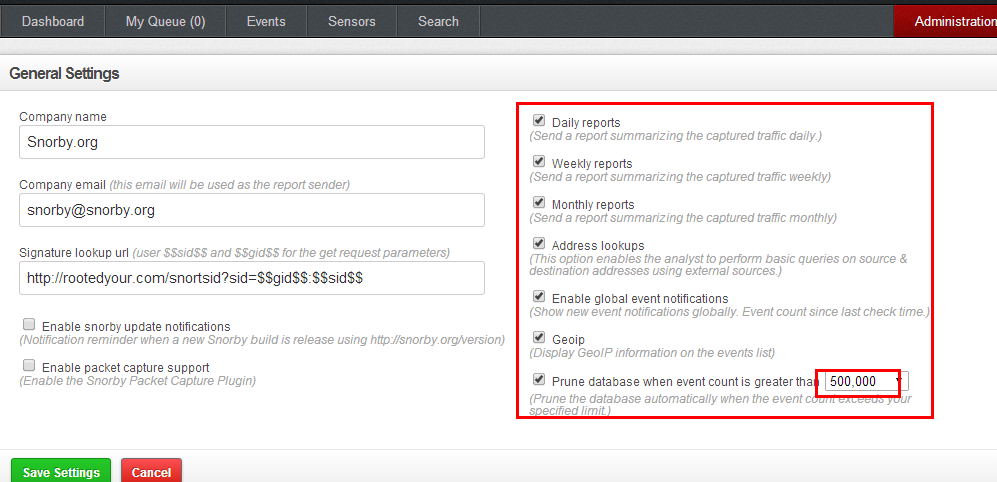 Dashboard My Queue (0) Events Sensors Search Administration
General Settings
Company name
Snorby.org
Company email (this email will be used as the report sender)
snorby@snorby.org
Signature lookup url (user $$sid$$ and $$gid$$ for the get request parameters)
http://rootedyour.com/snortsid?sid=$$gid$$:$$sid$$
Enable snorby update notifications
(Notification reminder when a new Snorby build is release using http://snorby.org/version)
Enable packet capture support
(Enable the Snorby Packet Capture Plugin)
Daily reports
(Send a report summarizing the captured traffic daily.)
Weekly reports
(Send a report summarizing the captured traffic weekly)
Monthly reports
(Send a report summarizing the captured traffic monthly)
Address lookups
(This option enables the analyst to perform basic queries on source &
destination addresses using external sources.)
Enable global event notifications
(Show new event notifications globally. Event count since last check time.)
Geoip
(Display GeoIP information on the events list)
Prune database when event count is greater than 500,000
(Prune the database automatically when the event count exceeds your
specified limit.)
Save Settings Cancel